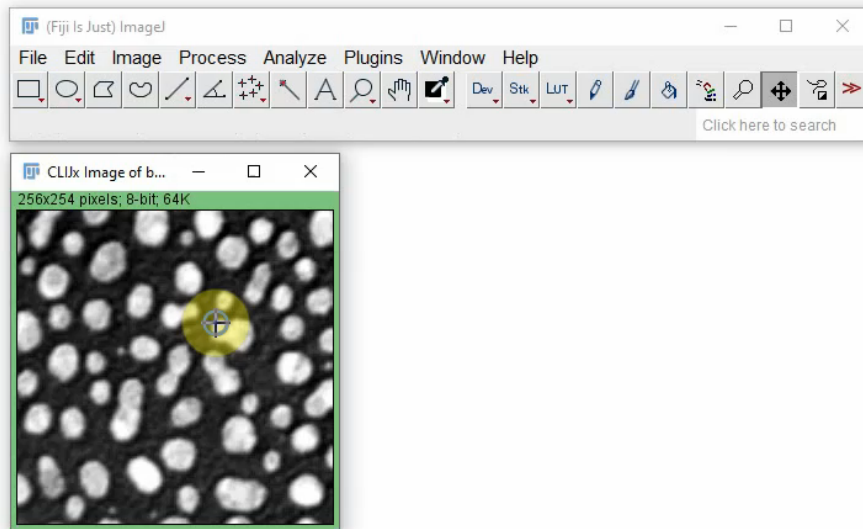 (Fiji Is Just) ImageJ
File Edit Image Process Analyze Plugins Window Help
Dev Stk LUT
Click here to search
CLIJx Image of b...
256x254 pixels; 8-bit; 64K